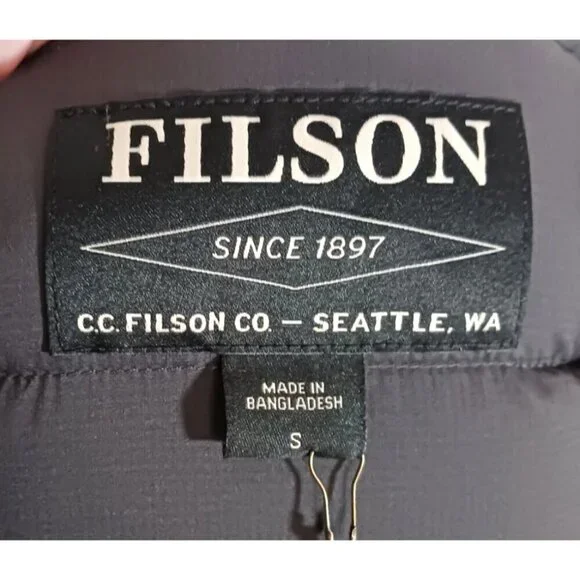 FILSON
SINCE 1897
C.C. FILSON CO. — SEATTLE, WA
MADE IN
BANGLADESH
S